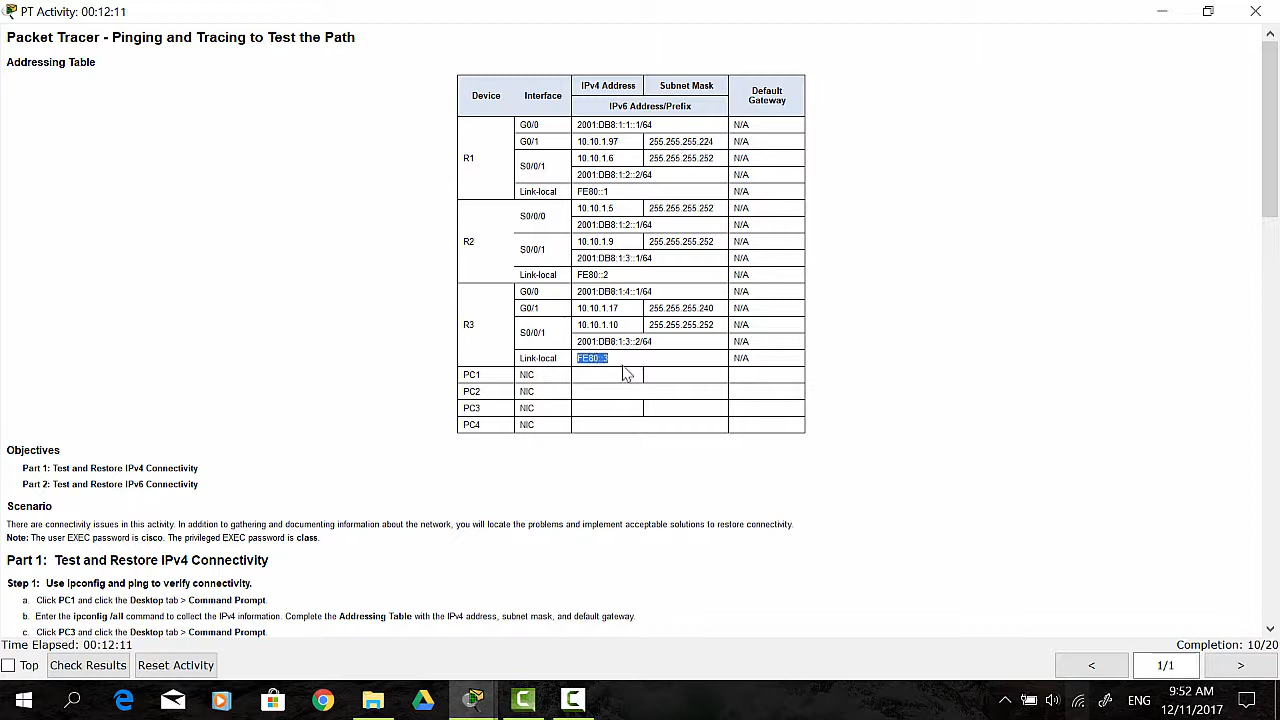 PT Activity: 00:12:11
Packet Tracer - Pinging and Tracing to Test the Path
Addressing Table
Device Interface IPv4 Address Subnet Mask Default Gateway
IPv6 Address/Prefix
R1 G0/0 2001:DB8:1:1::1/64 N/A
G0/1 10.10.1.97 255.255.255.224 N/A
S0/0/1 10.10.1.6 255.255.255.252 N/A
2001:DB8:1:2::2/64 N/A
Link-local FE80::1 N/A
R2 S0/0/0 10.10.1.5 255.255.255.252 N/A
2001:DB8:1:2::1/64 N/A
S0/0/1 10.10.1.9 255.255.255.252 N/A
2001:DB8:1:3::1/64 N/A
Link-local FE80::2 N/A
R3 G0/0 2001:DB8:1:4::1/64 N/A
G0/1 10.10.1.17 255.255.255.240 N/A
S0/0/1 10.10.1.10 255.255.255.252 N/A
2001:DB8:1:3::2/64 N/A
Link-local FE80::3 N/A
PC1 NIC
PC2 NIC
PC3 NIC
PC4 NIC
Objectives
Part 1: Test and Restore IPv4 Connectivity
Part 2: Test and Restore IPv6 Connectivity
Scenario
There are connectivity issues in this activity. In addition to gathering and documenting information about the network, you will locate the problems and implement acceptable solutions to restore connectivity.
Note: The user EXEC password is cisco. The privileged EXEC password is class.
Part 1: Test and Restore IPv4 Connectivity
Step 1: Use ipconfig and ping to verify connectivity.
a. Click PC1 and click the Desktop tab > Command Prompt.
b. Enter the ipconfig /all command to collect the IPv4 information. Complete the Addressing Table with the IPv4 address, subnet mask, and default gateway.
c. Click PC3 and click the Desktop tab > Command Prompt.
Time Elapsed: 00:12:11 Completion: 10/20
Top Check Results Reset Activity < 1/1 >
ENG 9:52 AM
12/11/2017